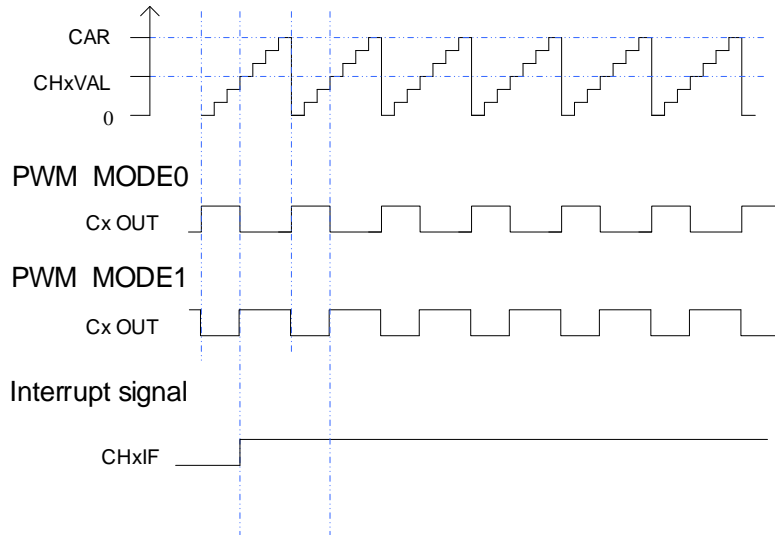 CAR
CHxVAL
0
PWM MODE0
Cx OUT
PWM MODE1
Cx OUT
Interrupt signal
CHxIF